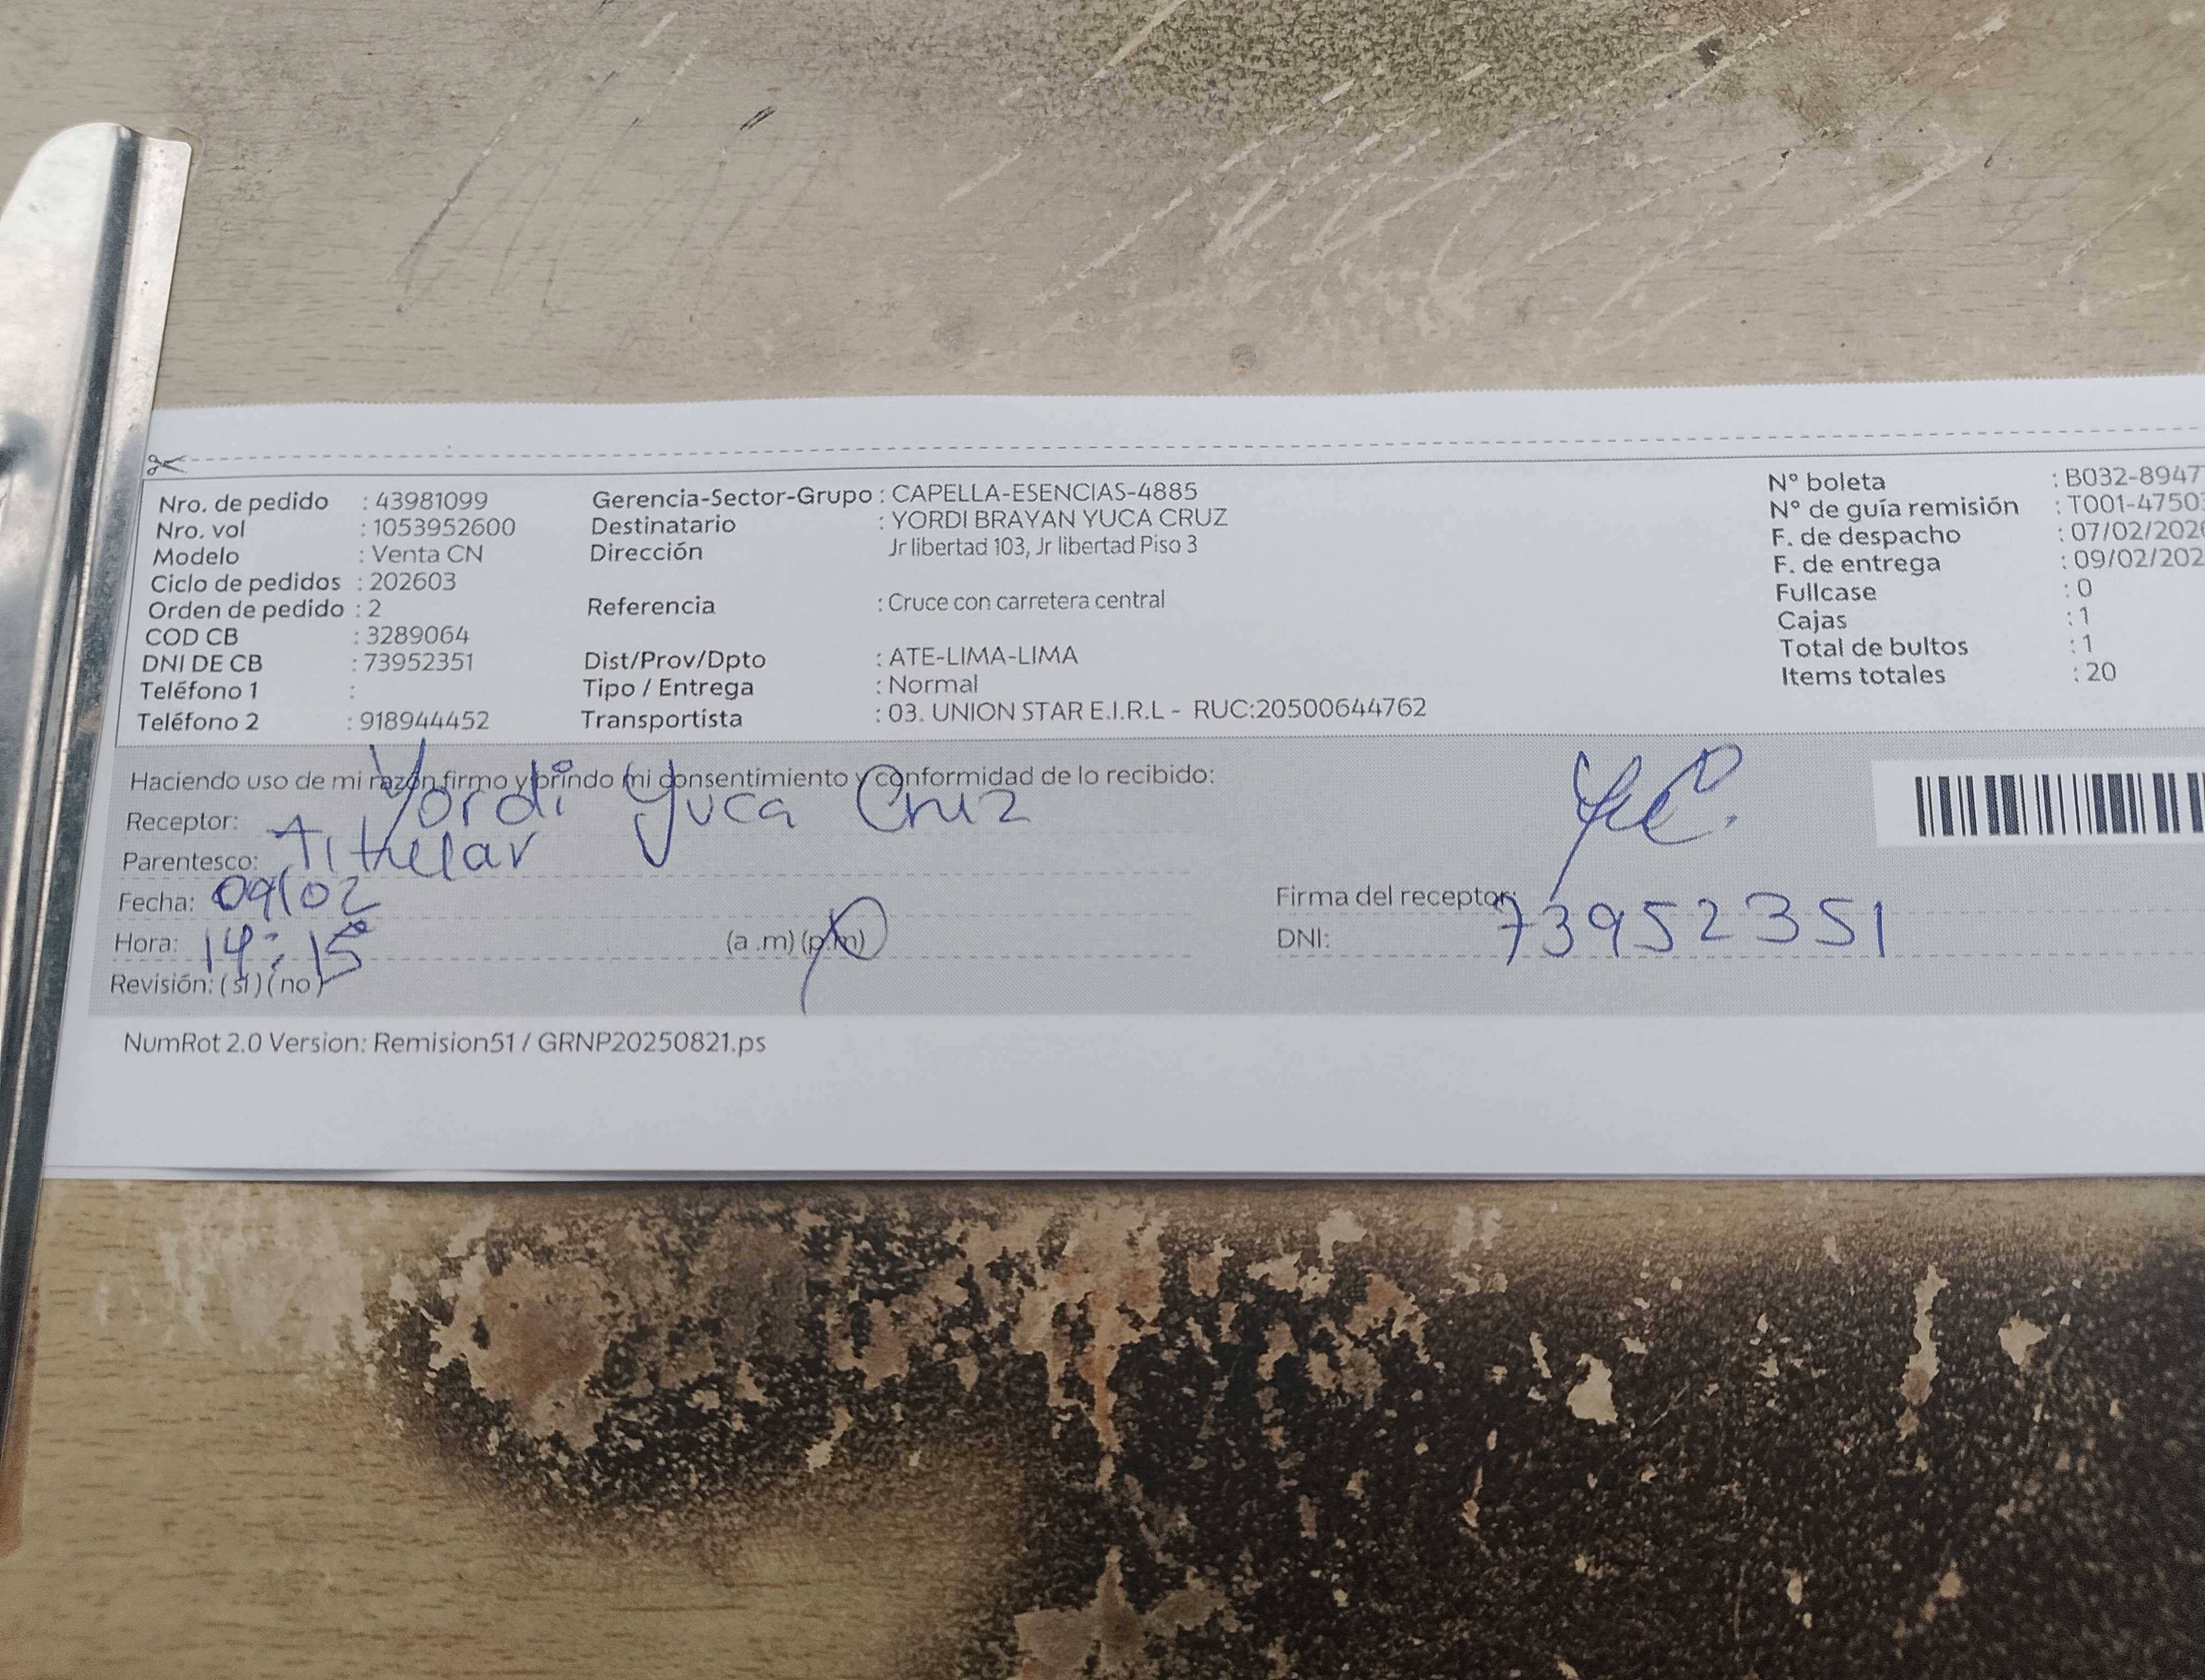 Nro. de pedido : 43981099
Nro. vol : 1053952600
Modelo : Venta CN
Ciclo de pedidos : 202603
Orden de pedido : 2
COD CB : 3289064
DNI DE CB : 73952351
Teléfono 1 :
Teléfono 2 : 918944452
Gerencia-Sector-Grupo : CAPELLA-ESENCIAS-4885
Destinatario : YORDI BRAYAN YUCA CRUZ
Dirección Jr libertad 103, Jr libertad Piso 3
Referencia : Cruce con carretera central
Dist/Prov/Dpto : ATE-LIMA-LIMA
Tipo / Entrega : Normal
Transportista : 03. UNION STAR E.I.R.L - RUC:20500644762
N° boleta : B032-8947
N° de guía remisión : T001-4750
F. de despacho : 07/02/202
F. de entrega : 09/02/202
Fullcase : 0
Cajas : 1
Total de bultos : 1
Items totales : 20
Haciendo uso de mi razón firmo y brindo mi consentimiento y conformidad de lo recibido:
Receptor: Yordi Yuca Cruz
Parentesco: Tithular
Fecha: 09/02
Hora: 14:15 (a .m) (p.m)
Revisión: (si) (no)
Firma del receptor:
DNI: 73952351
NumRot 2.0 Version: Remision51 / GRNP20250821.ps